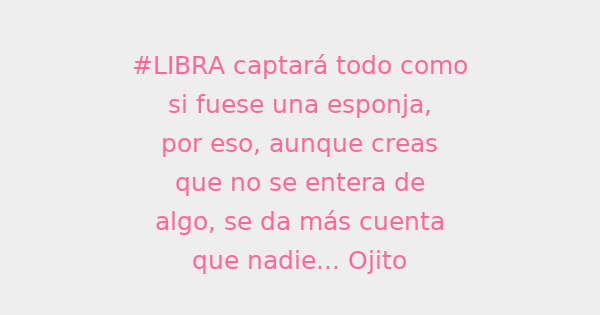 #LIBRA captará todo como
si fuese una esponja,
por eso, aunque creas
que no se entera de
algo, se da más cuenta
que nadie... Ojito